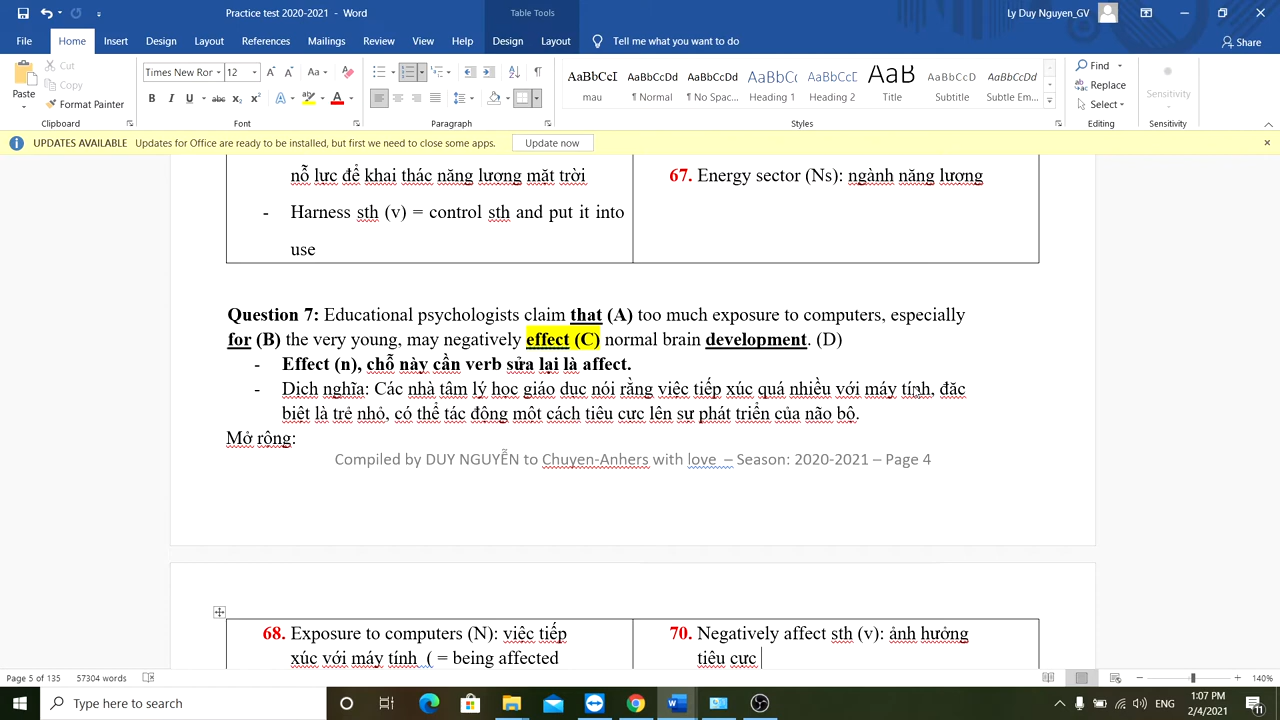 Practice test 2020-2021 - Word
Table Tools
Ly Duy Nguyen_GV
File Home Insert Design Layout References Mailings Review View Help Design Layout Tell me what you want to do Share
Cut
Copy
Paste
Format Painter
Times New Ror 12
Aa
B I U abc x2 x2 A ab A
AaBbCcI AaBbCcDd AaBbCcDd AaBbCc AaBbCcE AaB AaBbCcD AaBbCcDd
mau ¶ Normal ¶ No Spac... Heading 1 Heading 2 Title Subtitle Subtle Em...
Find
Replace
Select
Sensitivity
Clipboard Font Paragraph Styles Editing Sensitivity
UPDATES AVAILABLE Updates for Office are ready to be installed, but first we need to close some apps. Update now
nỗ lực để khai thác năng lượng mặt trời
- Harness sth (v) = control sth and put it into
use
67. Energy sector (Ns): ngành năng lượng
Question 7: Educational psychologists claim that (A) too much exposure to computers, especially
for (B) the very young, may negatively effect (C) normal brain development. (D)
- Effect (n), chỗ này cần verb sửa lại là affect.
- Dịch nghĩa: Các nhà tâm lý học giáo dục nói rằng việc tiếp xúc quá nhiều với máy tính, đặc
biệt là trẻ nhỏ, có thể tác động một cách tiêu cực lên sự phát triển của não bộ.
Mở rộng:
Compiled by DUY NGUYỄN to Chuyen-Anhers with love – Season: 2020-2021 – Page 4
68. Exposure to computers (N): việc tiếp
xúc với máy tính ( = being affected
70. Negatively affect sth (v): ảnh hưởng
tiêu cực
Page 5 of 135 57304 words 140%
Type here to search
ENG
1:07 PM
2/4/2021
11